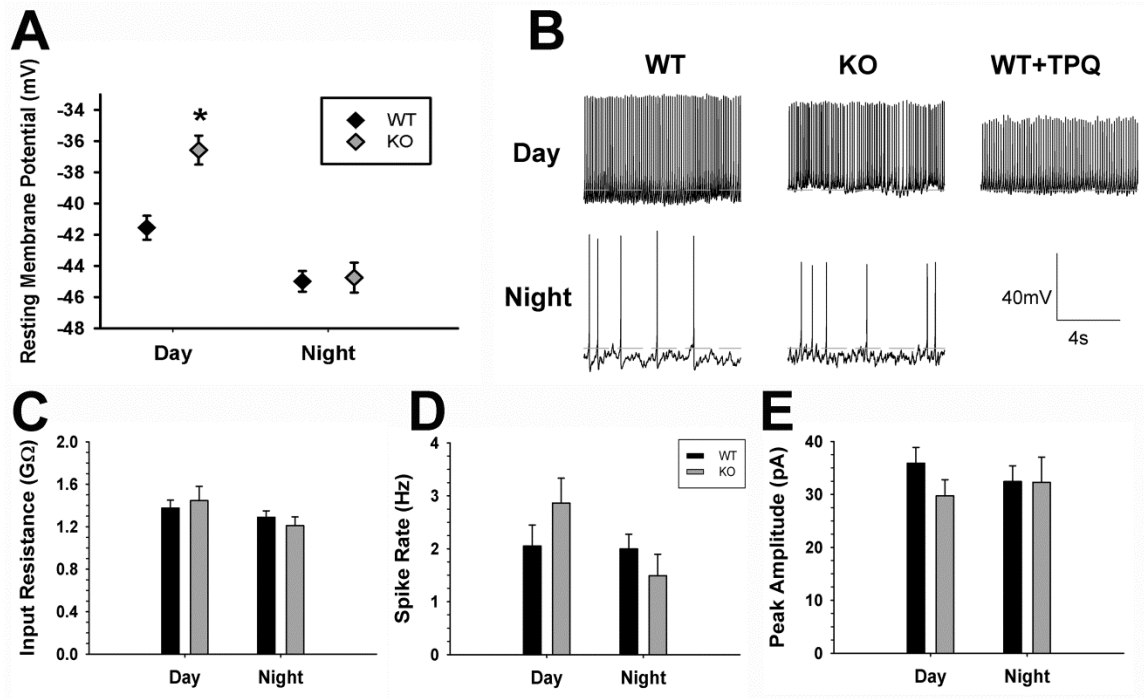 A
Resting Membrane Potential (mV)
-34
-36
-38
-40
-42
-44
-46
-48
*
WT
KO
Day
Night
B
WT
KO
WT+TPQ
Day
Night
40mV
4s
C
Input Resistance (GΩ)
2.0
1.6
1.2
0.8
0.4
0.0
Day
Night
D
Spike Rate (Hz)
4
3
2
1
0
WT
KO
Day
Night
E
Peak Amplitude (pA)
40
30
20
10
0
Day
Night